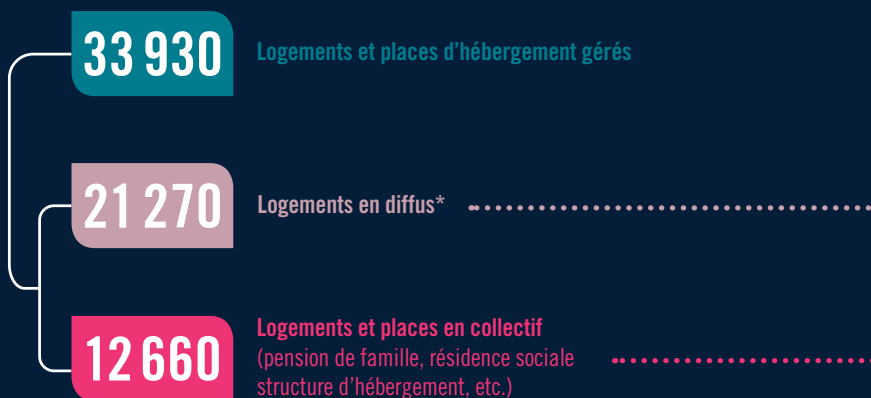 33 930
Logements et places d'hébergement gérés
21 270
Logements en diffus*
12 660
Logements et places en collectif
(pension de famille, résidence sociale
structure d'hébergement, etc.)